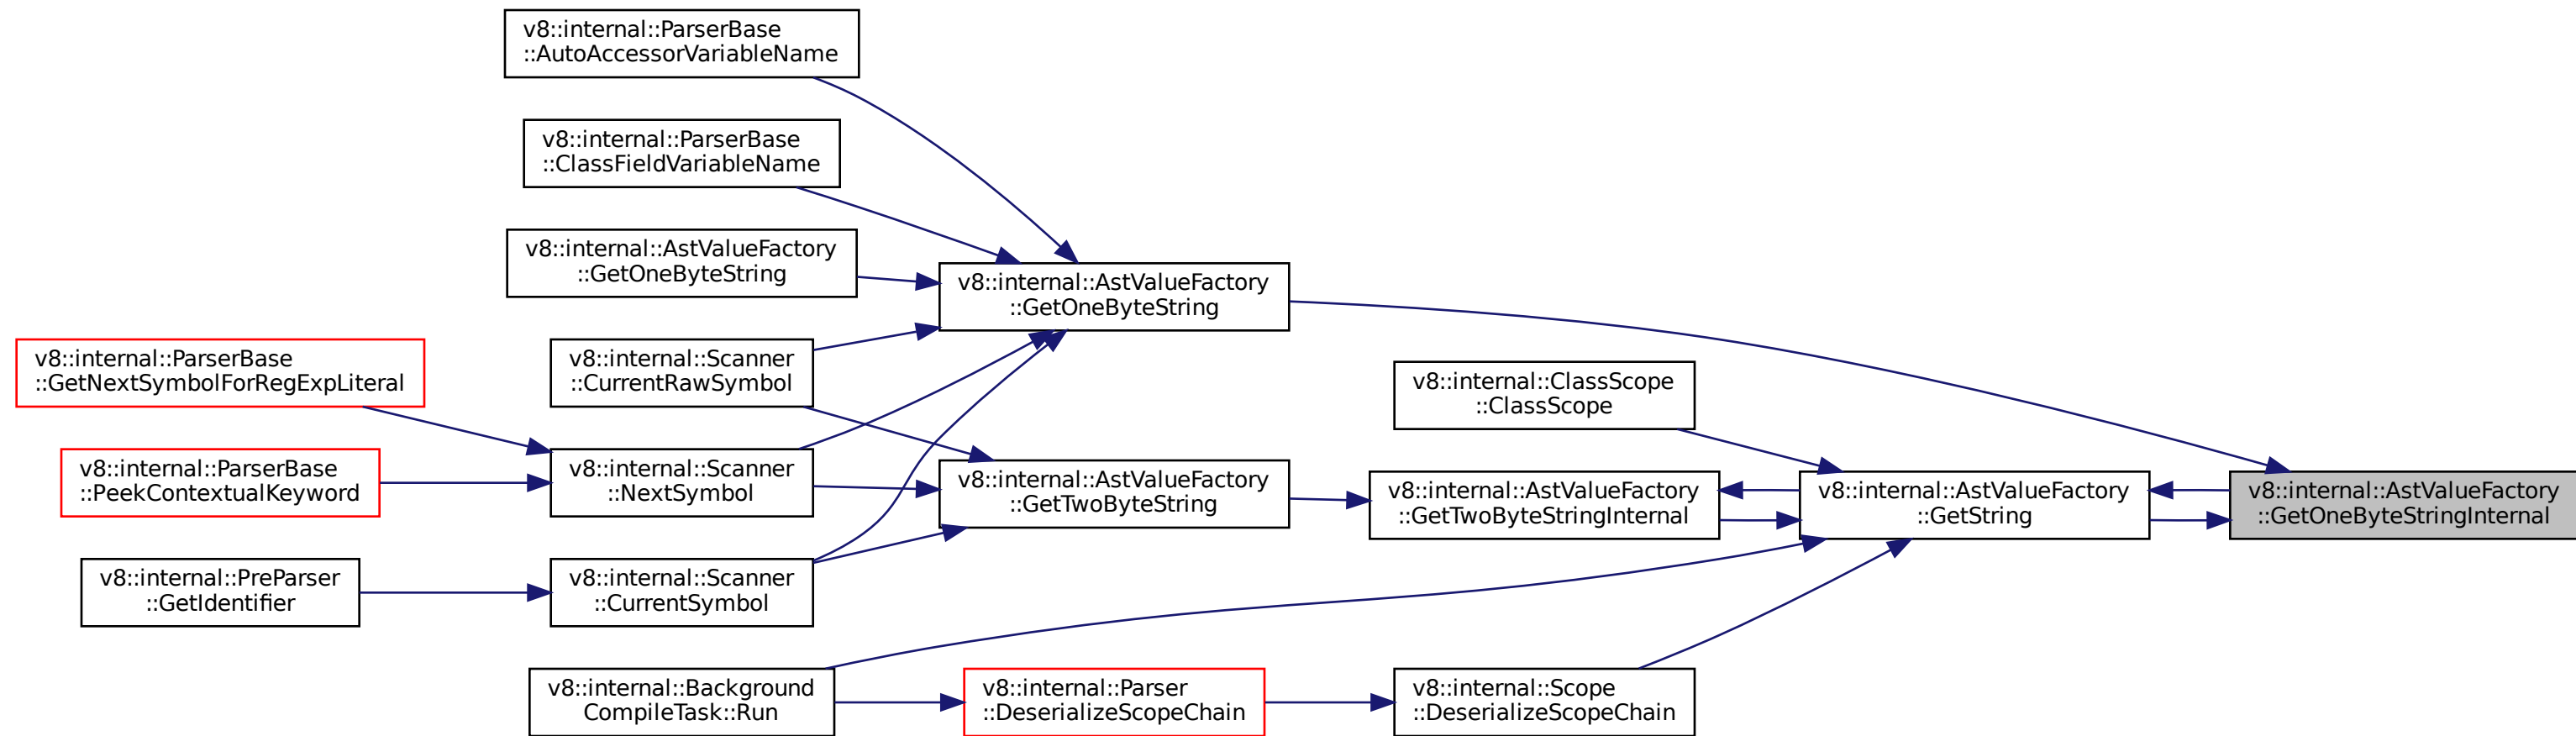 v8::internal::ParserBase
::AutoAccessorVariableName
v8::internal::ParserBase
::ClassFieldVariableName
v8::internal::AstValueFactory
::GetOneByteString
v8::internal::AstValueFactory
::GetOneByteString
v8::internal::ParserBase
::GetNextSymbolForRegExpLiteral
v8::internal::Scanner
::CurrentRawSymbol
v8::internal::ClassScope
::ClassScope
v8::internal::ParserBase
::PeekContextualKeyword
v8::internal::Scanner
::NextSymbol
v8::internal::AstValueFactory
::GetTwoByteString
v8::internal::AstValueFactory
::GetTwoByteStringInternal
v8::internal::AstValueFactory
::GetString
v8::internal::AstValueFactory
::GetOneByteStringInternal
v8::internal::PreParser
::GetIdentifier
v8::internal::Scanner
::CurrentSymbol
v8::internal::Background
CompileTask::Run
v8::internal::Parser
::DeserializeScopeChain
v8::internal::Scope
::DeserializeScopeChain